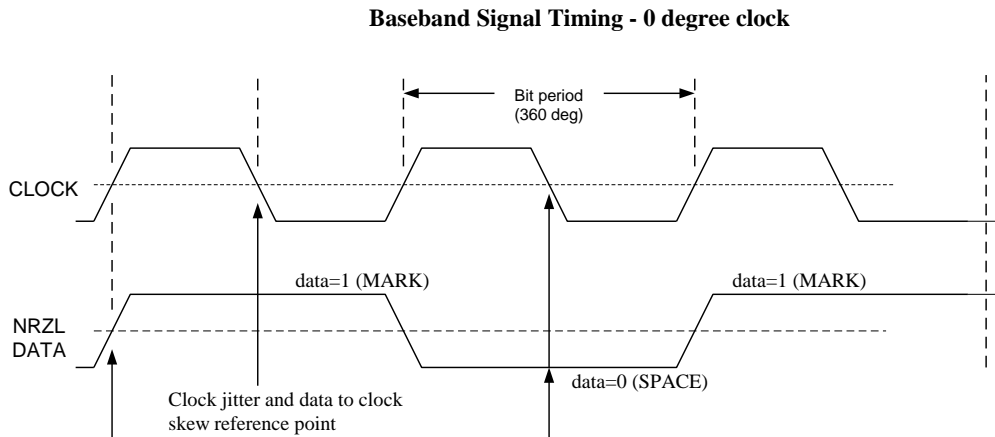 Baseband Signal Timing - 0 degree clock
Bit period
(360 deg)
CLOCK
data=1 (MARK)
data=1 (MARK)
NRZL
DATA
data=0 (SPACE)
Clock jitter and data to clock
skew reference point